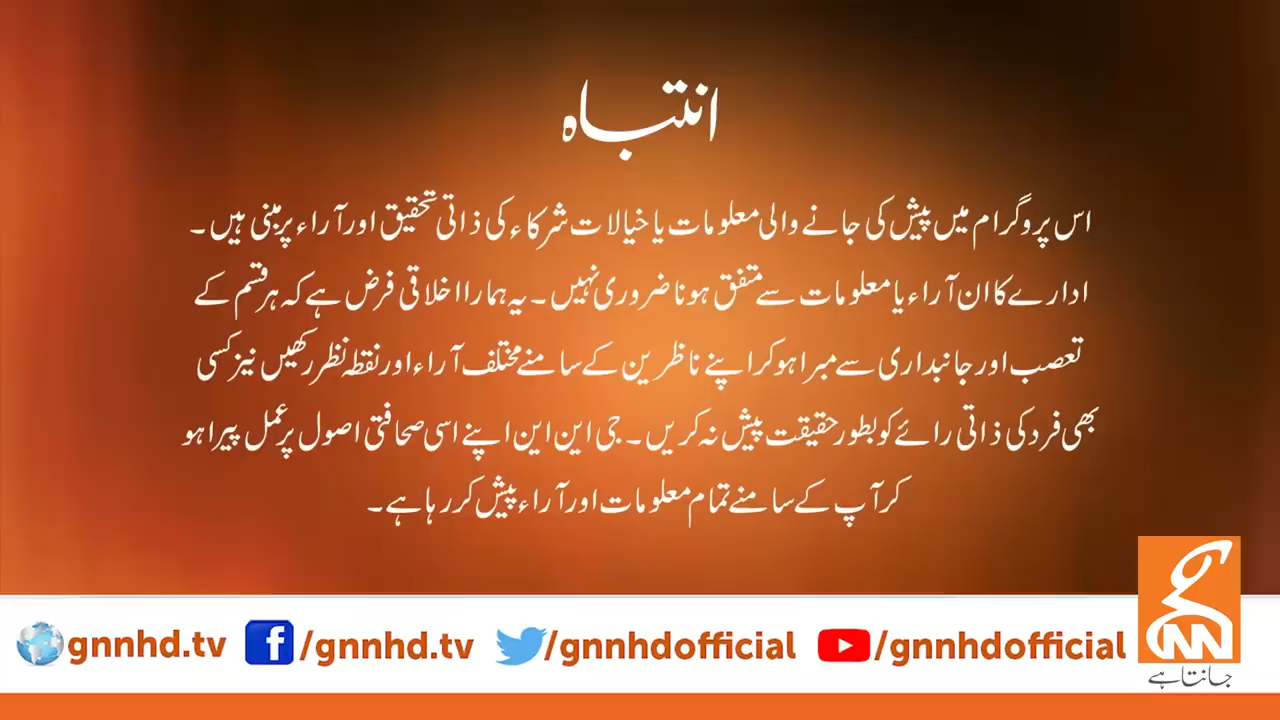 انتباہ
اس پروگرام میں پیش کی جانے والی معلومات یا خیالات شرکاء کی ذاتی تحقیق اور آراء پر مبنی ہیں۔
ادارے کا ان آراء یا معلومات سے متفق ہونا ضروری نہیں۔ یہ ہمارا اخلاقی فرض ہے کہ ہر قسم کے
تعصب اور جانبداری سے مبرا ہو کر اپنے ناظرین کے سامنے مختلف آراء اور نقطہ نظر رکھیں نیز کسی
بھی فرد کی ذاتی رائے کو بطور حقیقت پیش نہ کریں۔ جی این این اپنے اسی صحافتی اصول پر عمل پیرا ہو
کر آپ کے سامنے تمام معلومات اور آراء پیش کر رہا ہے۔
gnnhd.tv /gnnhd.tv /gnnhdofficial /gnnhdofficial
GNN
جانتا ہے